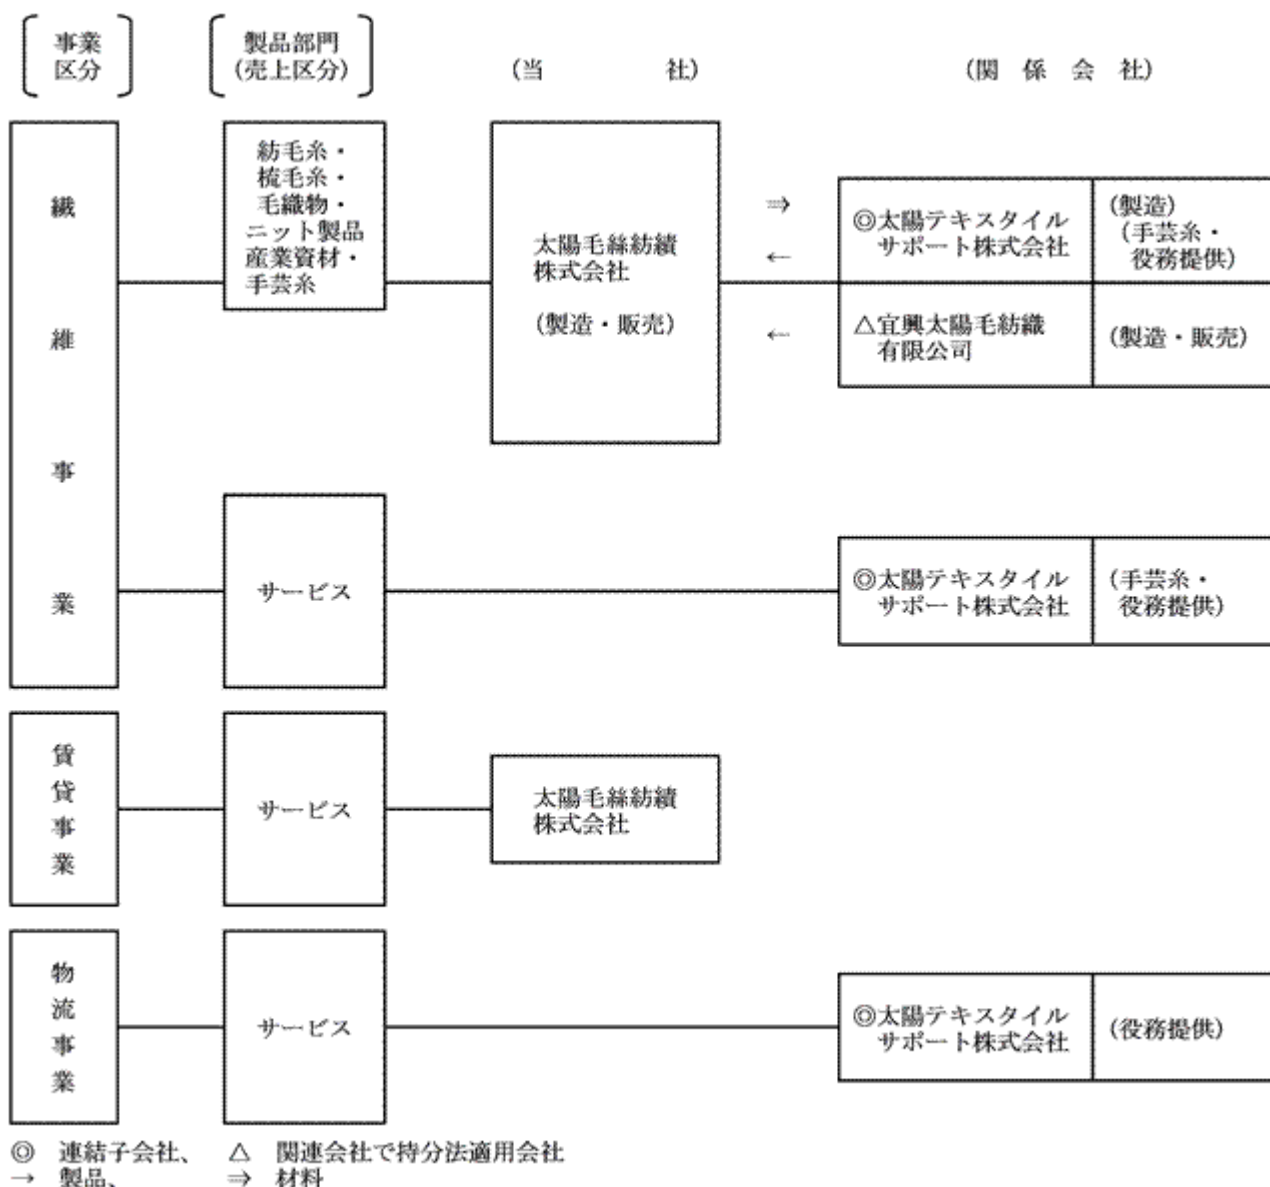 事業
区分
製品部門
(売上区分)
(当 社)
(関 係 会 社)
繊維事業
紡毛糸・
梳毛糸・
毛織物・
ニット製品
産業資材・
手芸糸
太陽毛絲紡績
株式会社
(製造・販売)
⇒
←
←
◎太陽テキスタイル
サポート株式会社
(製造)
(手芸糸・
役務提供)
△宜興太陽毛紡織
有限公司
(製造・販売)
サービス
◎太陽テキスタイル
サポート株式会社
(手芸糸・
役務提供)
賃貸事業
サービス
太陽毛絲紡績
株式会社
物流事業
サービス
◎太陽テキスタイル
サポート株式会社
(役務提供)
◎ 連結子会社、 △ 関連会社で持分法適用会社
→ 製品、 ⇒ 材料